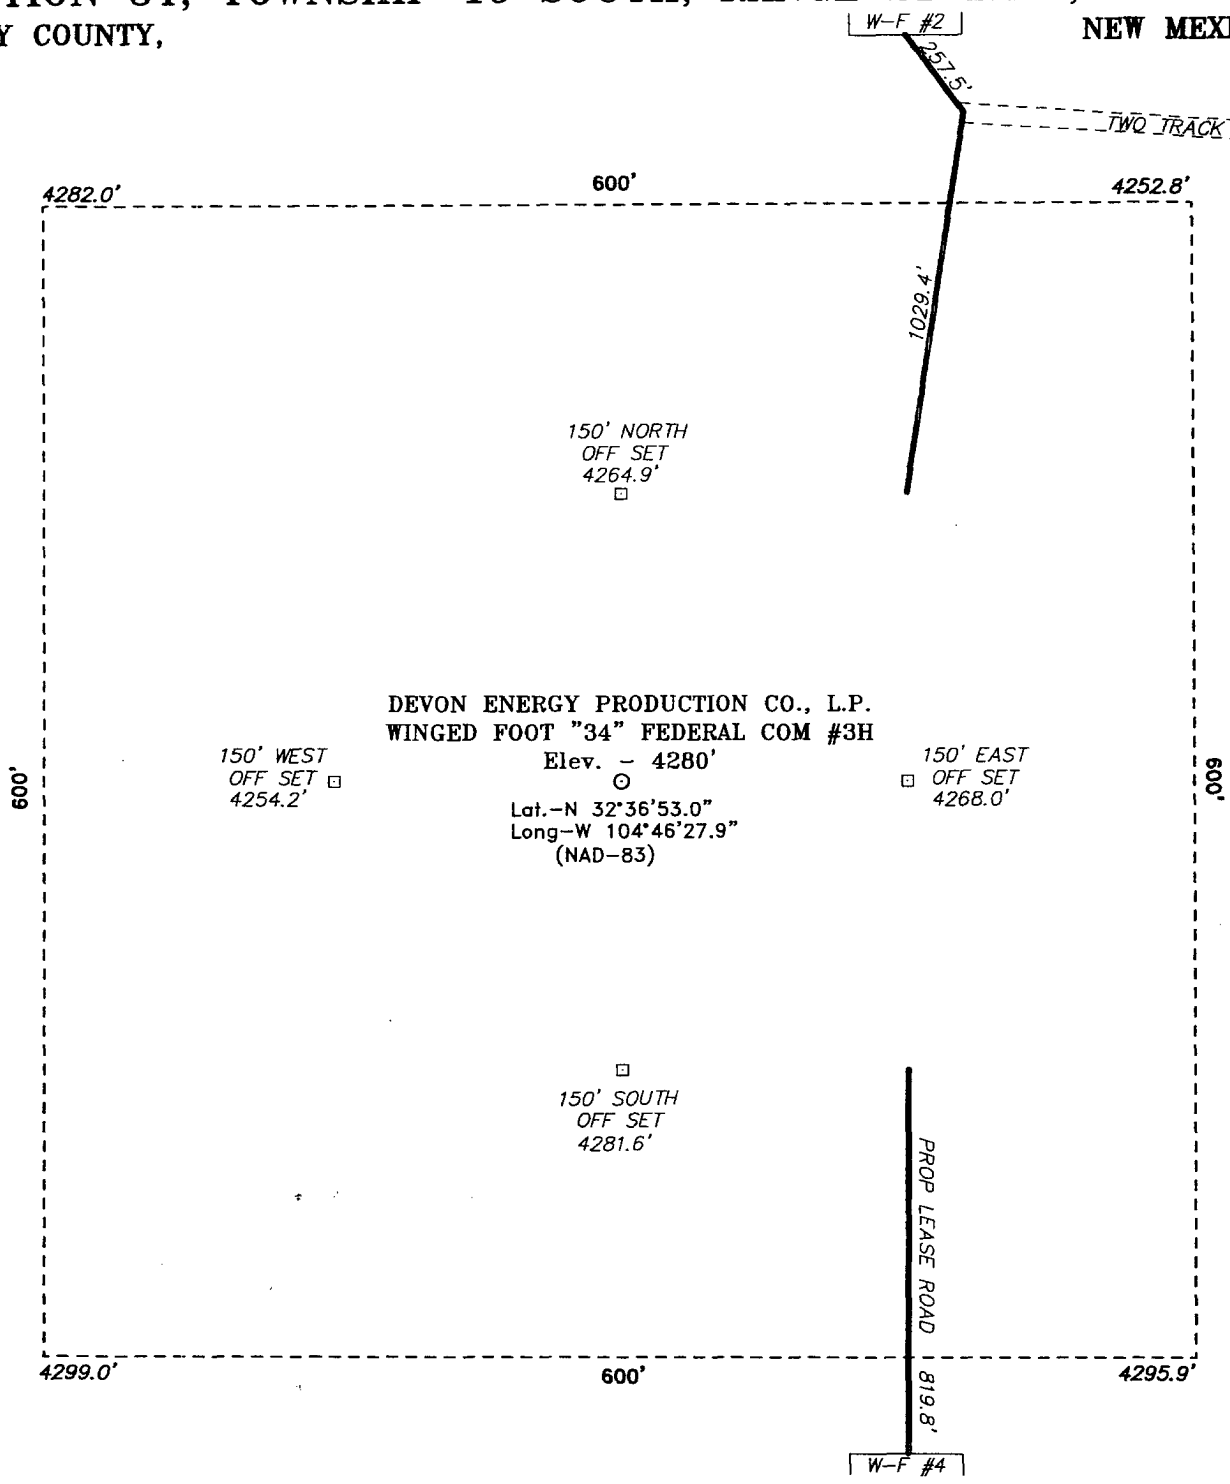 Y COUNTY,
NEW
W-F #2
257.5'
TWO TRACK
4282.0'
600'
4252.8'
1029.4'
150' NORTH
OFF SET
4264.9'
DEVON ENERGY PRODUCTION CO., L.P.
WINGED FOOT "34" FEDERAL COM #3H
Elev. - 4280'
Lat.-N 32°36'53.0"
Long-W 104°46'27.9"
(NAD-83)
150' WEST
OFF SET
4254.2'
150' EAST
OFF SET
4268.0'
600'
600'
150' SOUTH
OFF SET
4281.6'
PROP LEASE ROAD
819.8'
4299.0'
600'
4295.9'
W-F #4